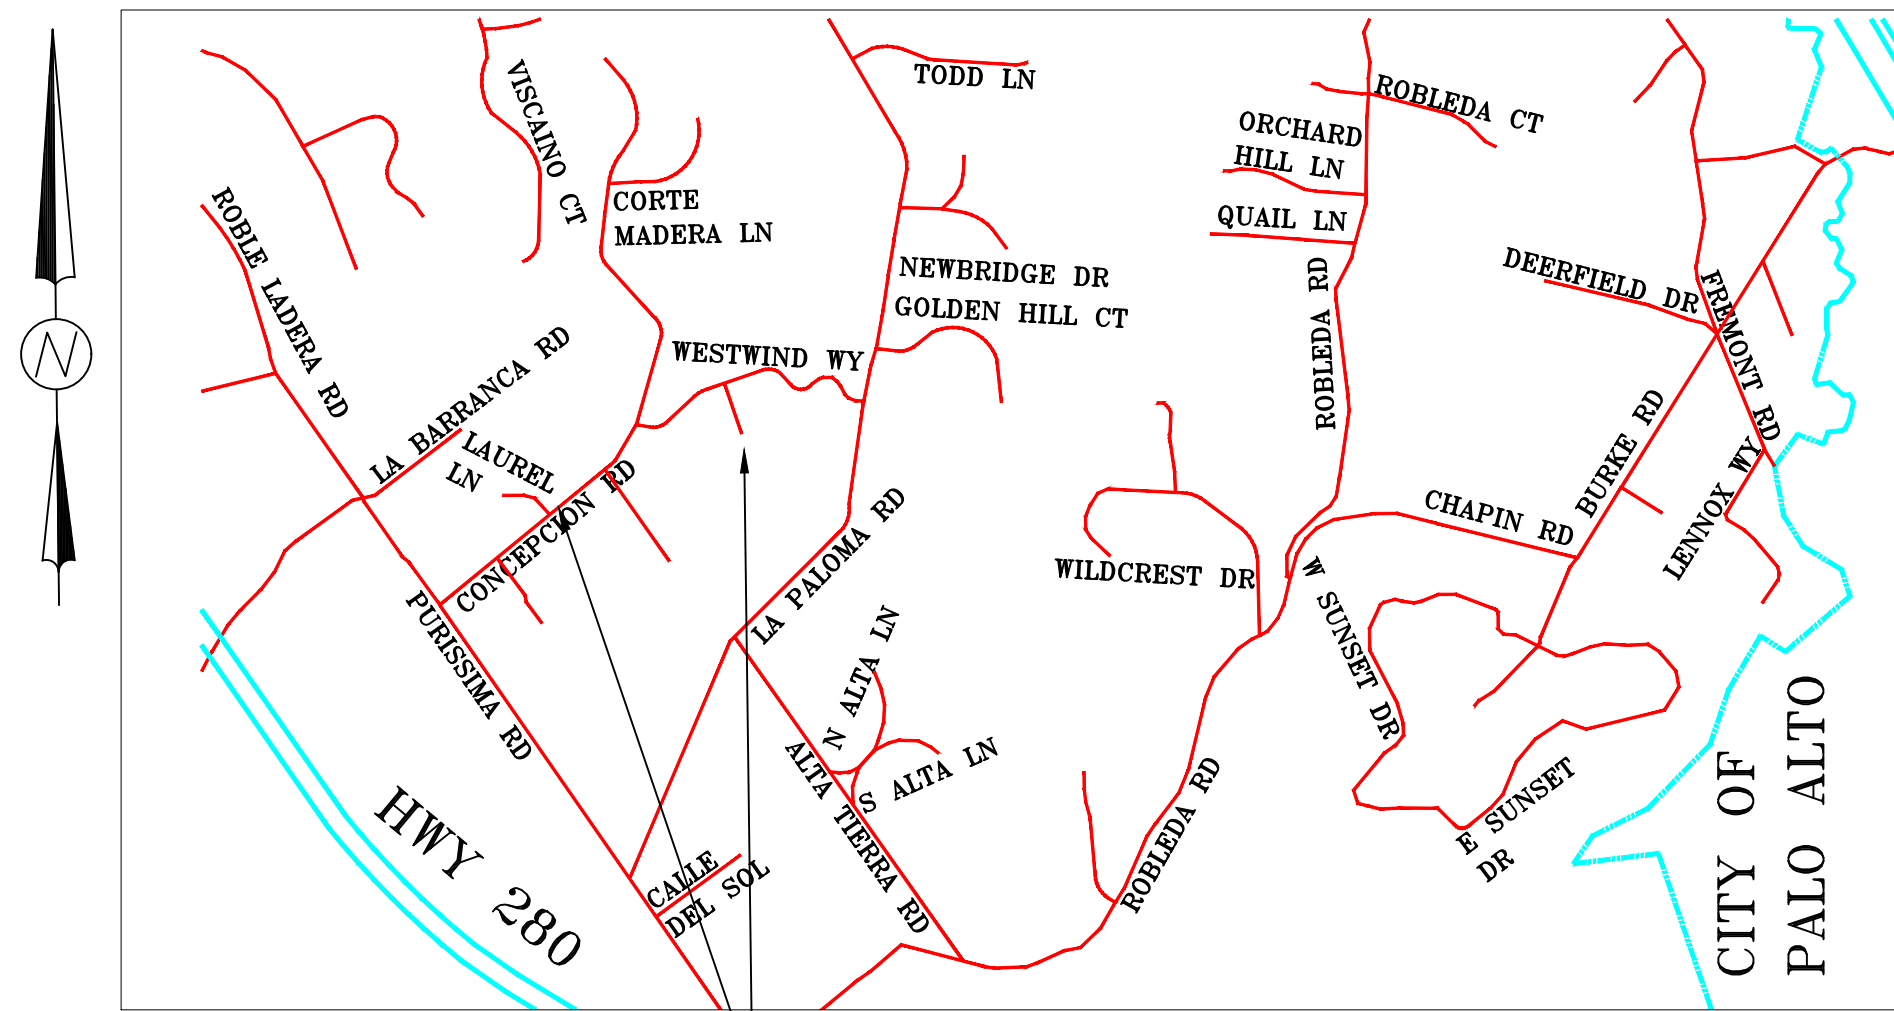 TODD LN
VISCAINO CT
ROBLEDA CT
ORCHARD
HILL LN
CORTE
MADERA LN
QUAIL LN
ROBLE LADERA RD
NEWBRIDGE DR
GOLDEN HILL CT
DEERFIELD DR
FREMONT RD
ROBLEDA RD
WESTWIND WY
LA BARRANCA RD
LAUREL
LN
CONCEPCION RD
BURKE RD
LENNOX WY
CHAPIN RD
LA PALOMA RD
WILDCREST DR
W SUNSET DR
PURISSIMA RD
N ALTA LN
S ALTA LN
ALTA TIERRA RD
ROBLEDA RD
E SUNSET
DR
CALLE
DEL SOL
HWY 280
CITY OF
PALO ALTO
N